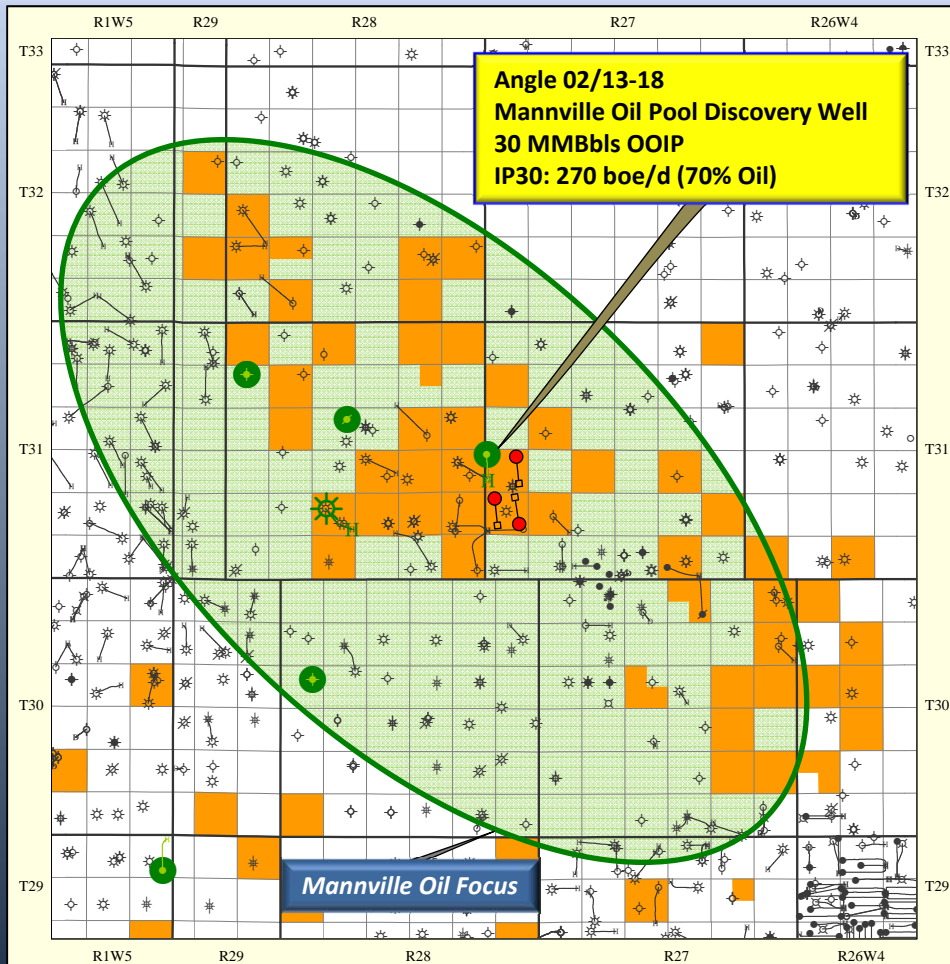 R1W5 R29 R28 R27 R26W4
T33 T33
Angle 02/13-18
Mannville Oil Pool Discovery Well
30 MMBbls OOIP
IP30: 270 boe/d (70% Oil)
T32 T32
T31 T31
H
H
T30 T30
Mannville Oil Focus
T29 T29
R1W5 R29 R28 R27 R26W4